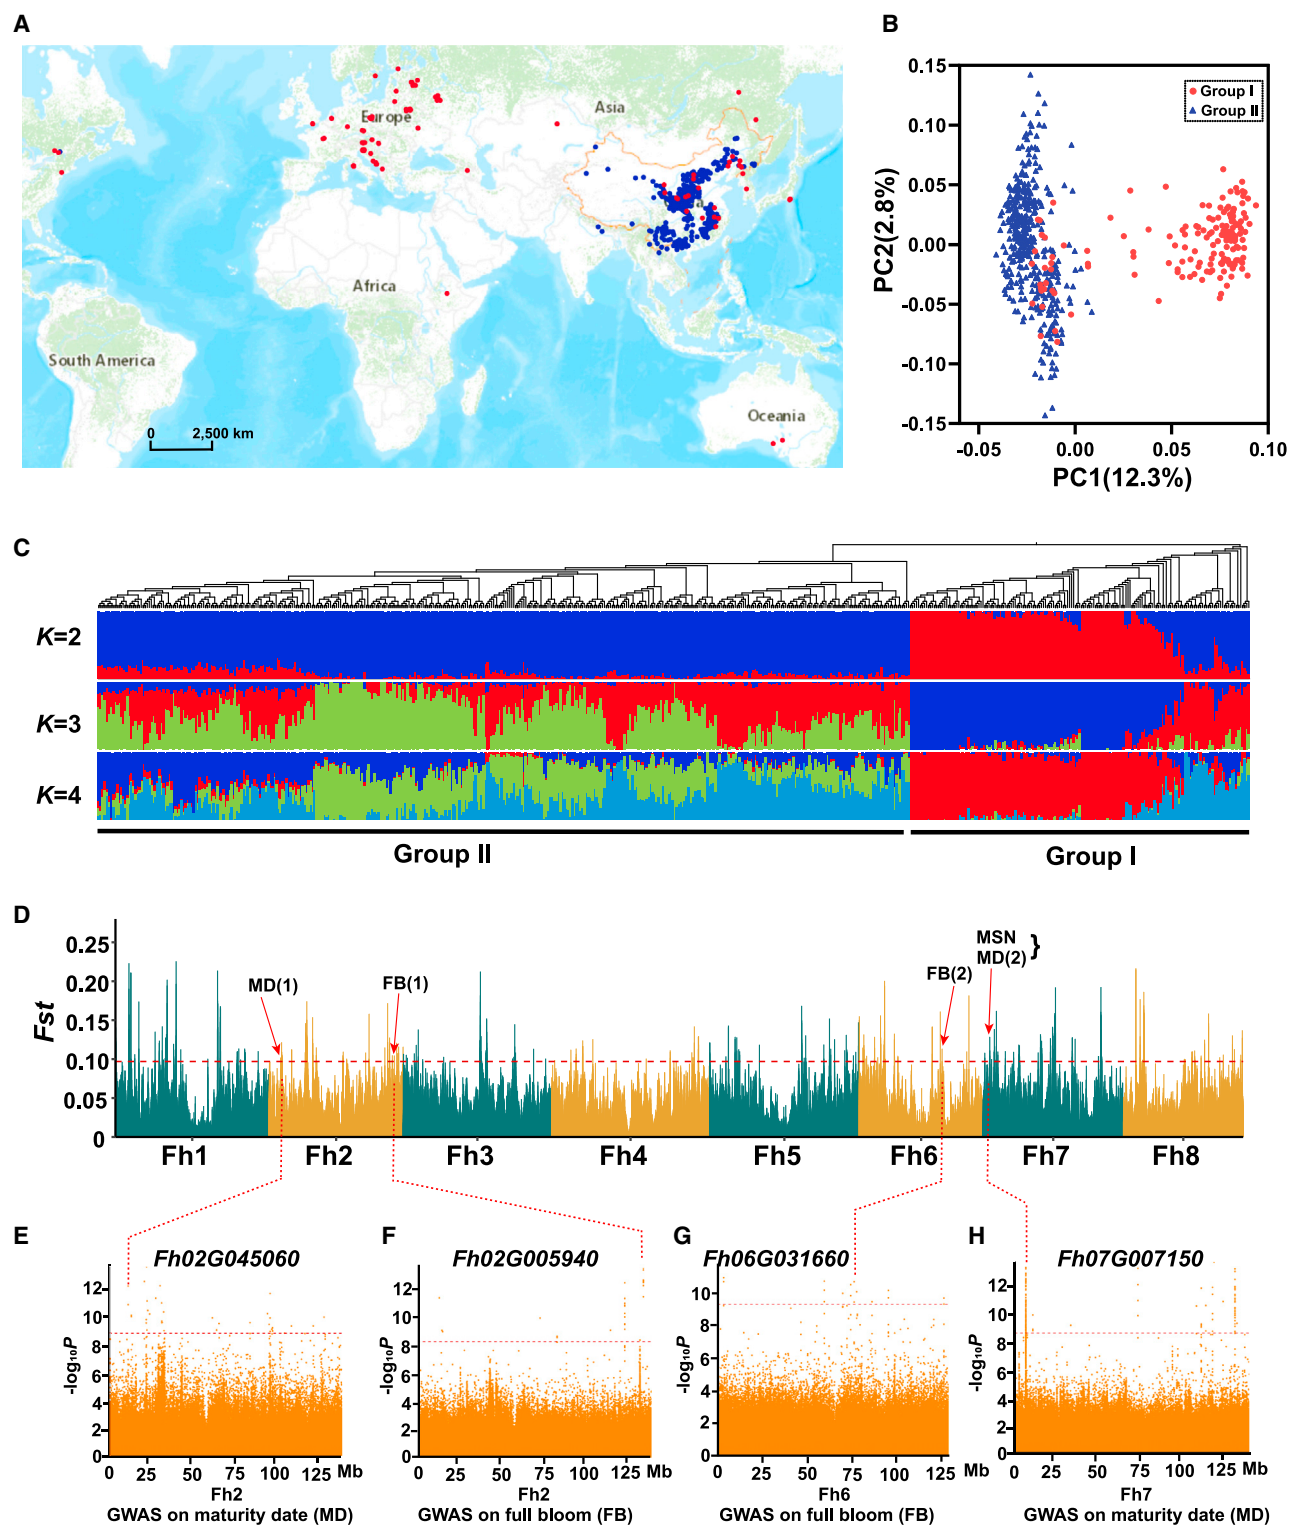 A
Europe
Asia
Africa
South America
Oceania
0 2,500 km
B
0.15
0.10
0.05
0.00
-0.05
-0.10
-0.15
PC2(2.8%)
Group I
Group II
-0.05 0.00 0.05 0.10
PC1(12.3%)
C
K=2
K=3
K=4
Group II Group I
D
Fst
0.25
0.20
0.15
0.10
0.05
0
MD(1)
FB(1)
FB(2)
MSN
MD(2) }
Fh1 Fh2 Fh3 Fh4 Fh5 Fh6 Fh7 Fh8
E
Fh02G045060
-log10P
12
10
8
6
4
2
0
0 25 50 75 100 125 Mb
Fh2
GWAS on maturity date (MD)
F
Fh02G005940
-log10P
12
10
8
6
4
2
0
0 25 50 75 100 125 Mb
Fh2
GWAS on full bloom (FB)
G
Fh06G031660
-log10P
10
8
6
4
2
0
0 25 50 75 100 125 Mb
Fh6
GWAS on full bloom (FB)
H
Fh07G007150
-log10P
12
10
8
6
4
2
0
0 25 50 75 100 125 Mb
Fh7
GWAS on maturity date (MD)